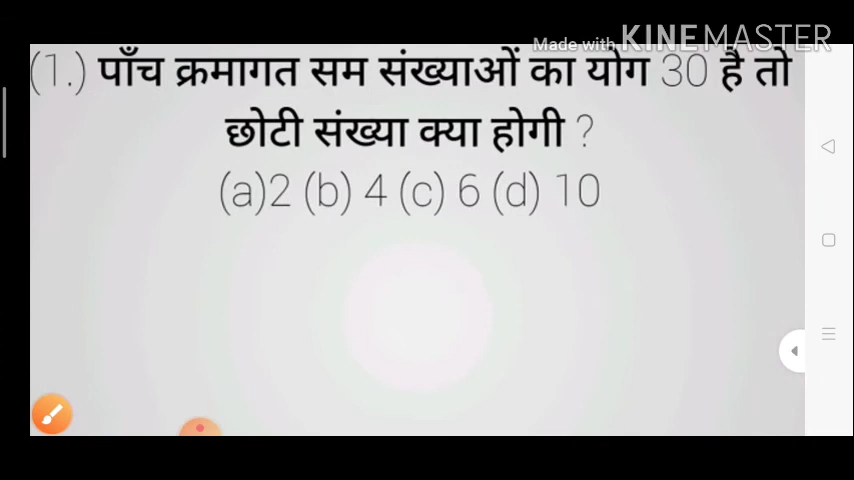 Made with KINEMASTER
(1.) पाँच क्रमागत सम संख्याओं का योग 30 है तो
छोटी संख्या क्या होगी ?
(a)2 (b) 4 (c) 6 (d) 10